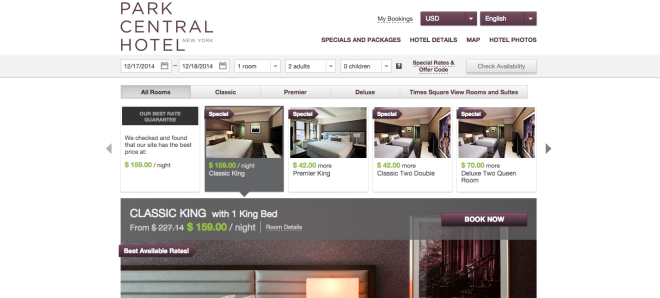 PARK
CENTRAL
HOTEL NEW YORK
My Bookings
USD
English
SPECIALS AND PACKAGES
HOTEL DETAILS
MAP
HOTEL PHOTOS
12/17/2014
–
12/18/2014
1 room
2 adults
0 children
?
Special Rates &
Offer Code
Check Availability
All Rooms
Classic
Premier
Deluxe
Times Square View Rooms and Suites
OUR BEST RATE
GUARANTEE
We checked and found
that our site has the best
price at:
$ 159.00 / night
Special
$ 159.00 / night
Classic King
Special
$ 42.00 more
Premier King
Special
$ 42.00 more
Classic Two Double
Special
$ 70.00 more
Deluxe Two Queen
Room
CLASSIC KING with 1 King Bed
From $ 227.14 $ 159.00 / night
Room Details
BOOK NOW
Best Available Rates!